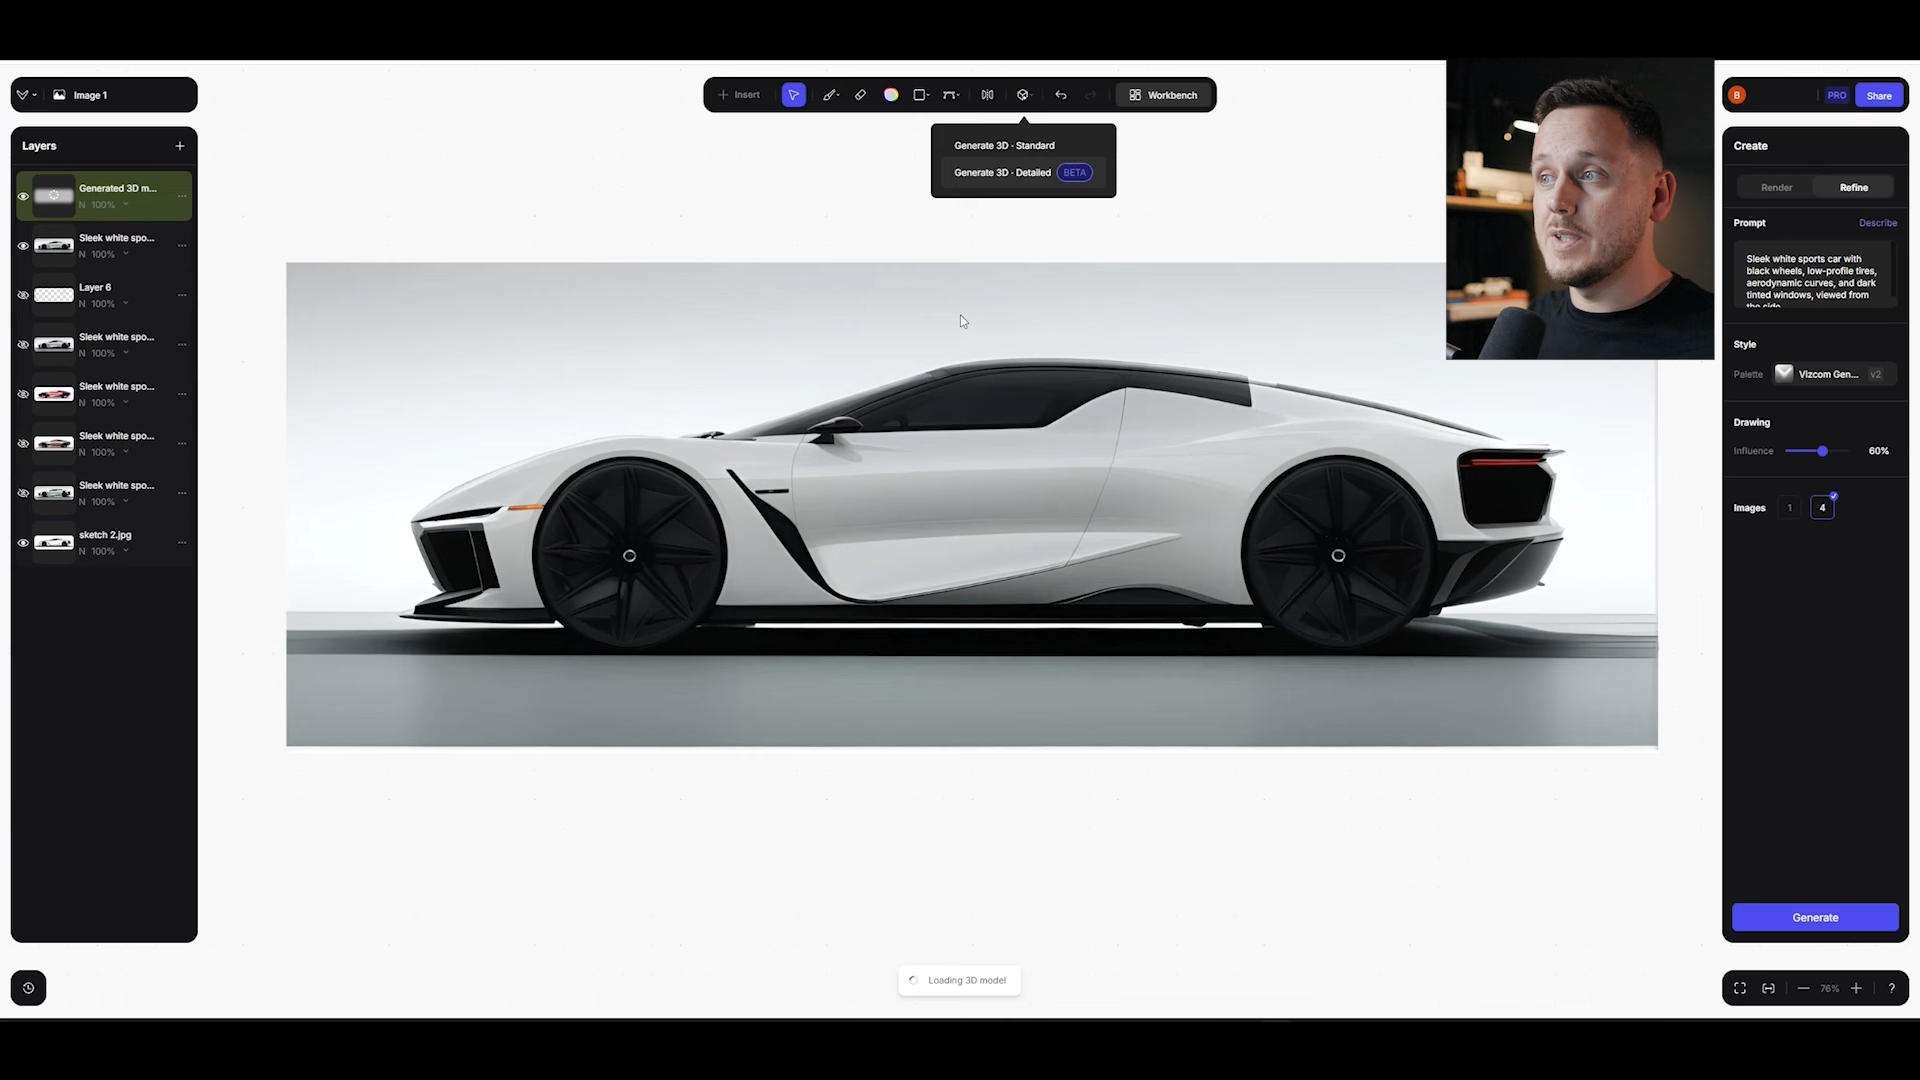 Image 1
Insert
Workbench
B
PRO
Share
Generate 3D - Standard
Generate 3D - Detailed BETA
Layers
Generated 3D m...
N 100%
Sleek white spo...
N 100%
Layer 6
N 100%
Sleek white spo...
N 100%
Sleek white spo...
N 100%
Sleek white spo...
N 100%
Sleek white spo...
N 100%
sketch 2.jpg
N 100%
Create
Render Refine
Prompt Describe
Sleek white sports car with
black wheels, low-profile tires,
aerodynamic curves, and dark
tinted windows, viewed from
the side
Style
Palette Vizcom Gen... v2
Drawing
Influence 60%
Images 1 4
Generate
Loading 3D model
76%
?